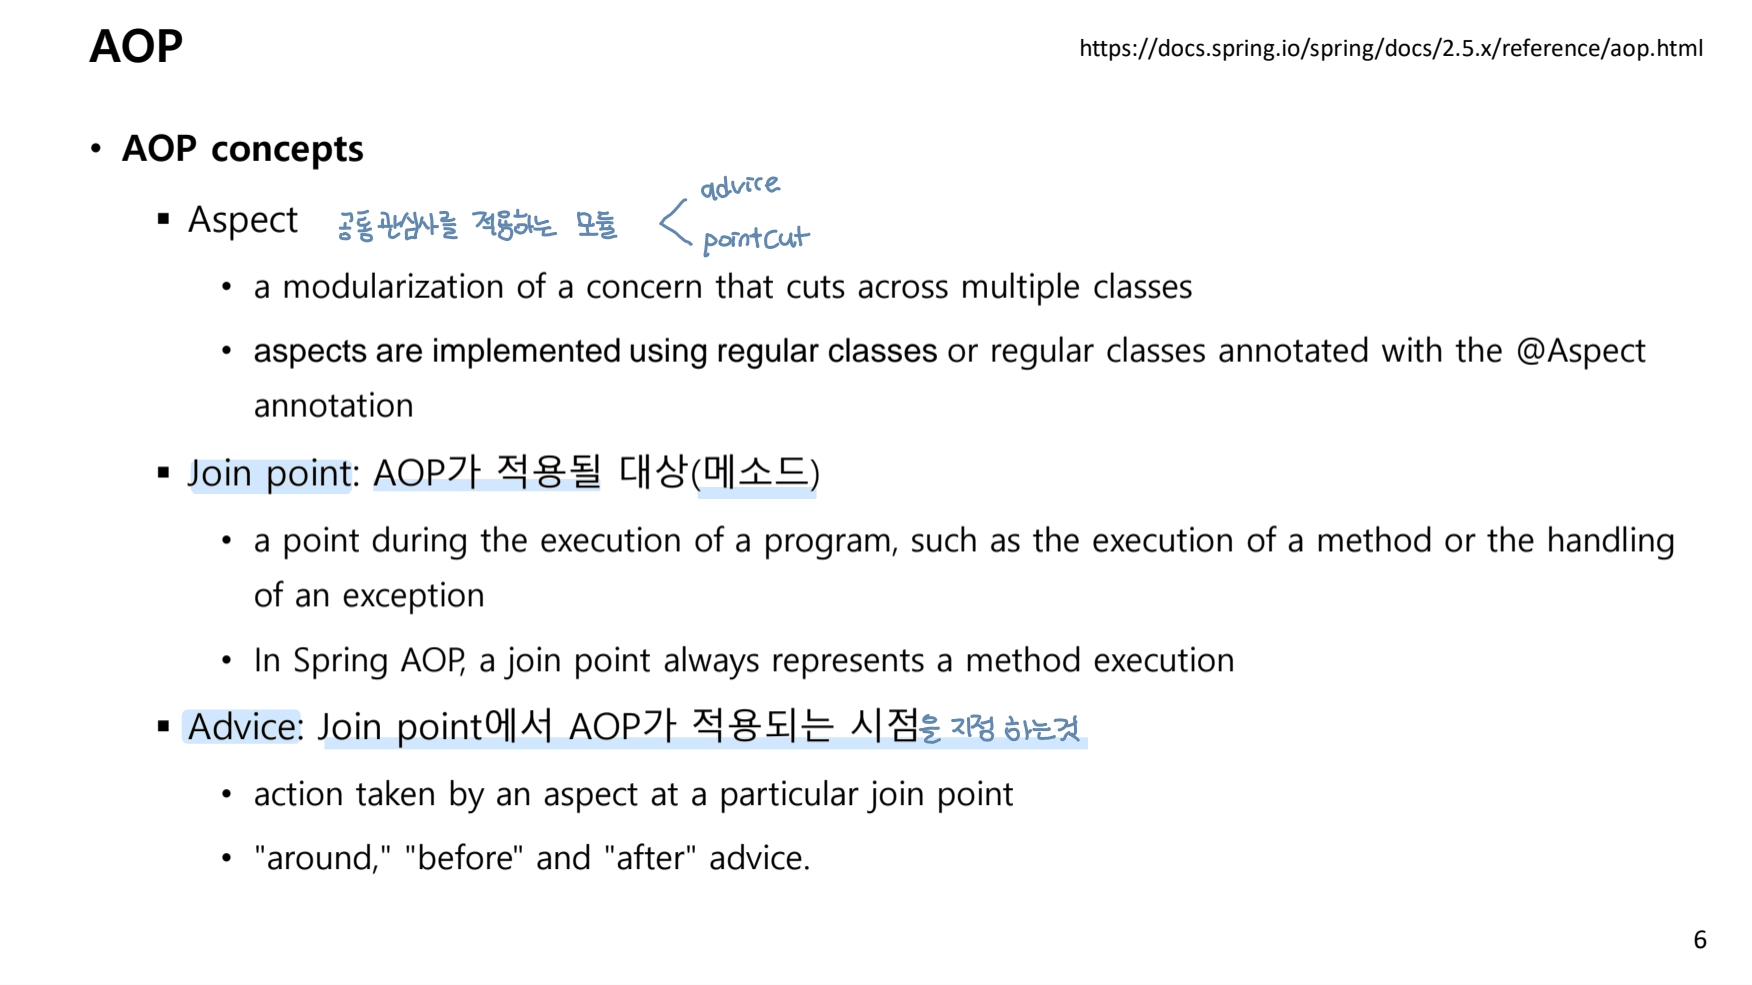 AOP
https://docs.spring.io/spring/docs/2.5.x/reference/aop.html
• AOP concepts
advice
▪ Aspect 공통관심사를 적용하는 모듈 <
pointcut
• a modularization of a concern that cuts across multiple classes
• aspects are implemented using regular classes or regular classes annotated with the @Aspect
annotation
▪ Join point: AOP가 적용될 대상(메소드)
• a point during the execution of a program, such as the execution of a method or the handling
of an exception
• In Spring AOP, a join point always represents a method execution
▪ Advice: Join point에서 AOP가 적용되는 시점을 지정 하는것
• action taken by an aspect at a particular join point
• "around," "before" and "after" advice.
6